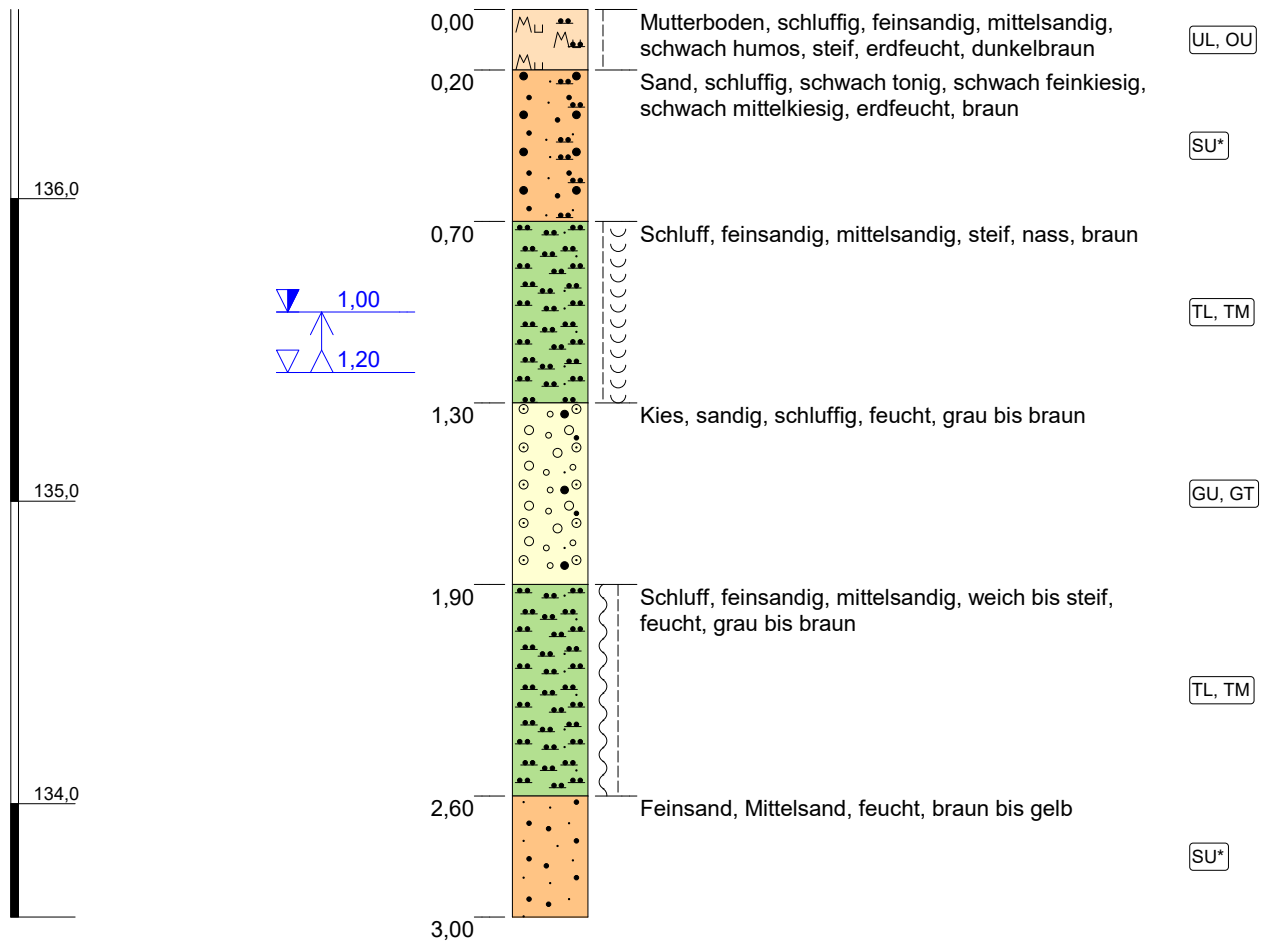 0,00
Mutterboden, schluffig, feinsandig, mittelsandig,
schwach humos, steif, erdfeucht, dunkelbraun
UL, OU
0,20
Sand, schluffig, schwach tonig, schwach feinkiesig,
schwach mittelkiesig, erdfeucht, braun
SU*
136,0
0,70
Schluff, feinsandig, mittelsandig, steif, nass, braun
TL, TM
1,00
1,20
1,30
Kies, sandig, schluffig, feucht, grau bis braun
GU, GT
135,0
1,90
Schluff, feinsandig, mittelsandig, weich bis steif,
feucht, grau bis braun
TL, TM
134,0
2,60
Feinsand, Mittelsand, feucht, braun bis gelb
SU*
3,00